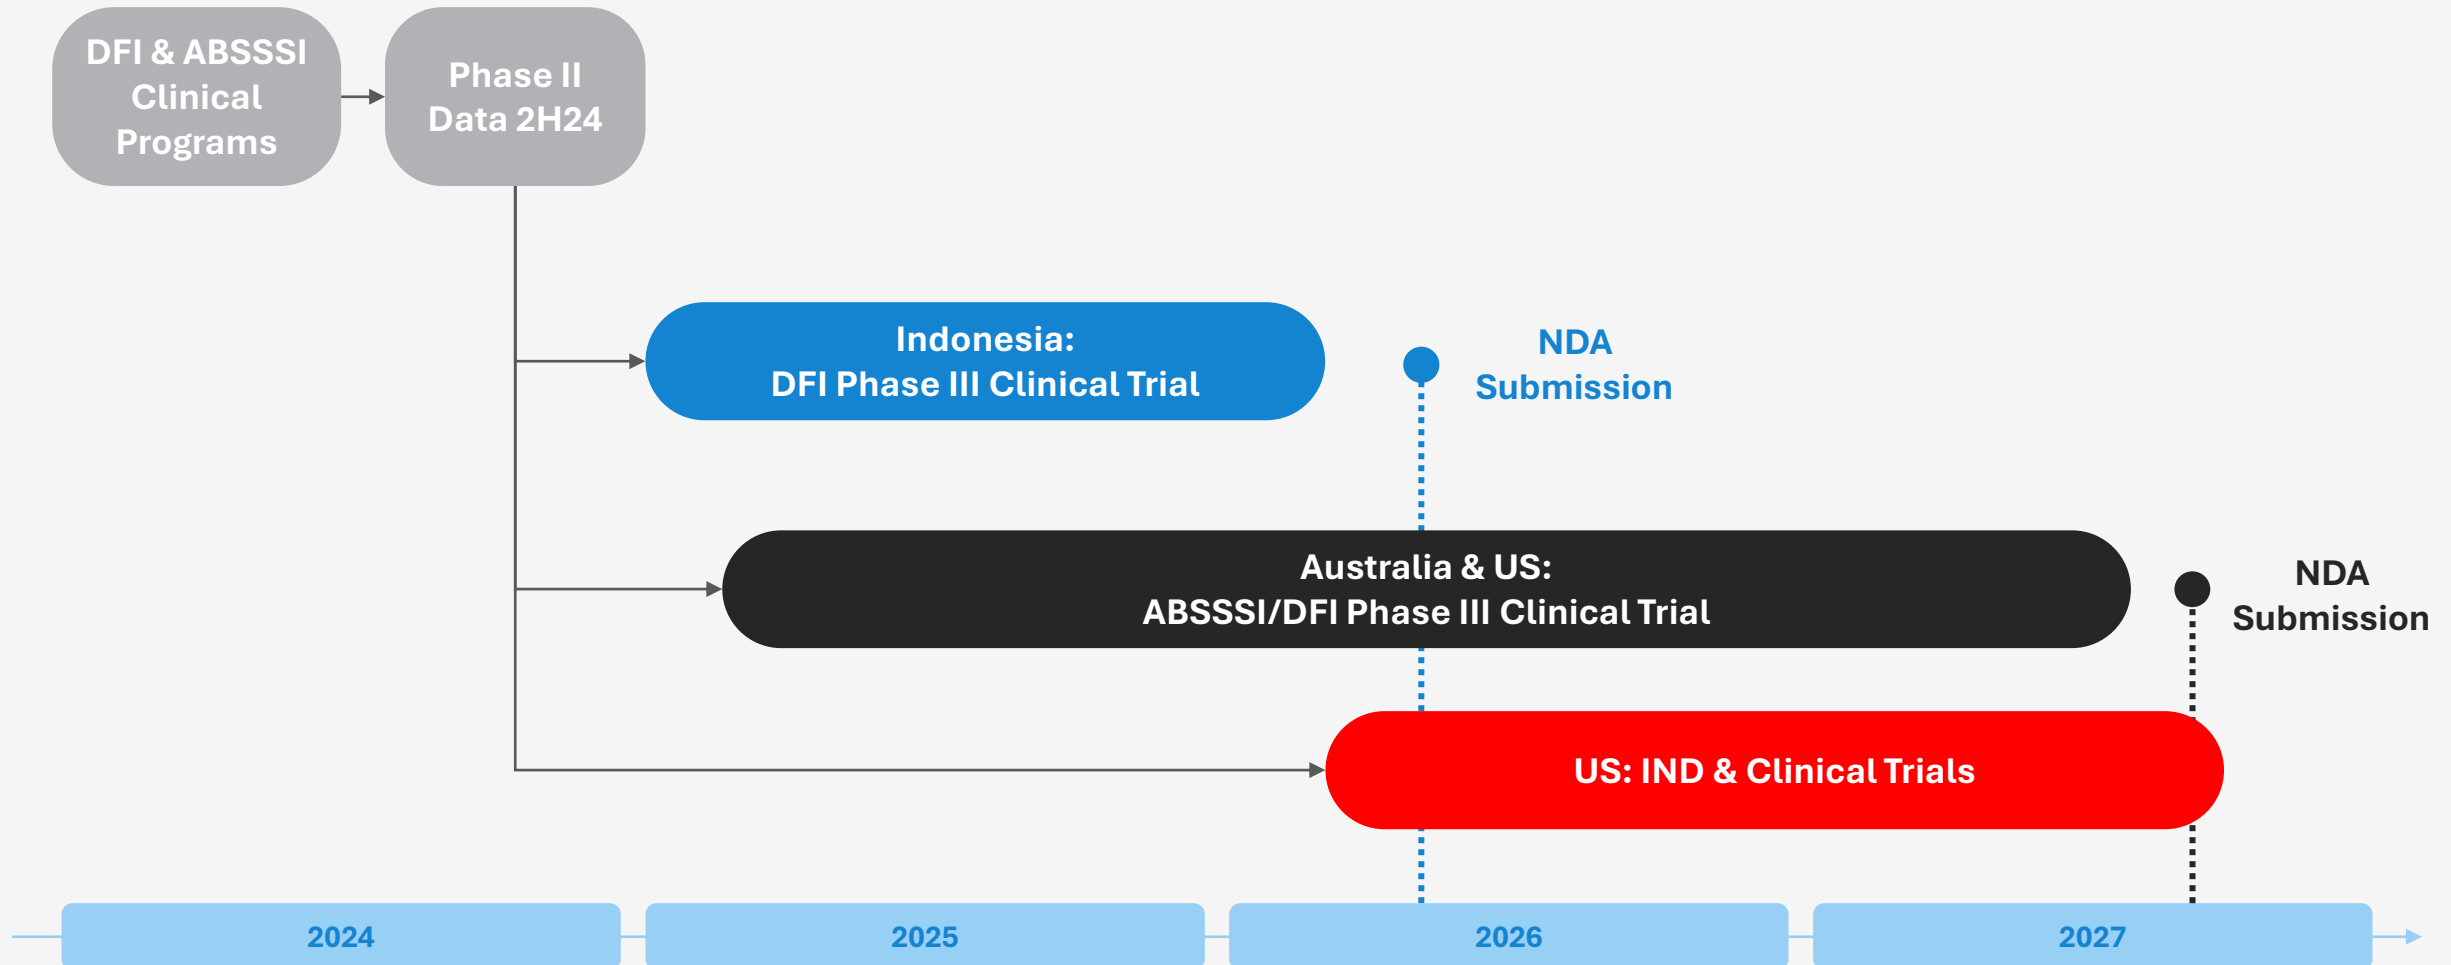 DFI & ABSSSI
Clinical
Programs
Phase II
Data 2H24
Indonesia:
DFI Phase III Clinical Trial
NDA
Submission
Australia & US:
ABSSSI/DFI Phase III Clinical Trial
NDA
Submission
US: IND & Clinical Trials
2024
2025
2026
2027